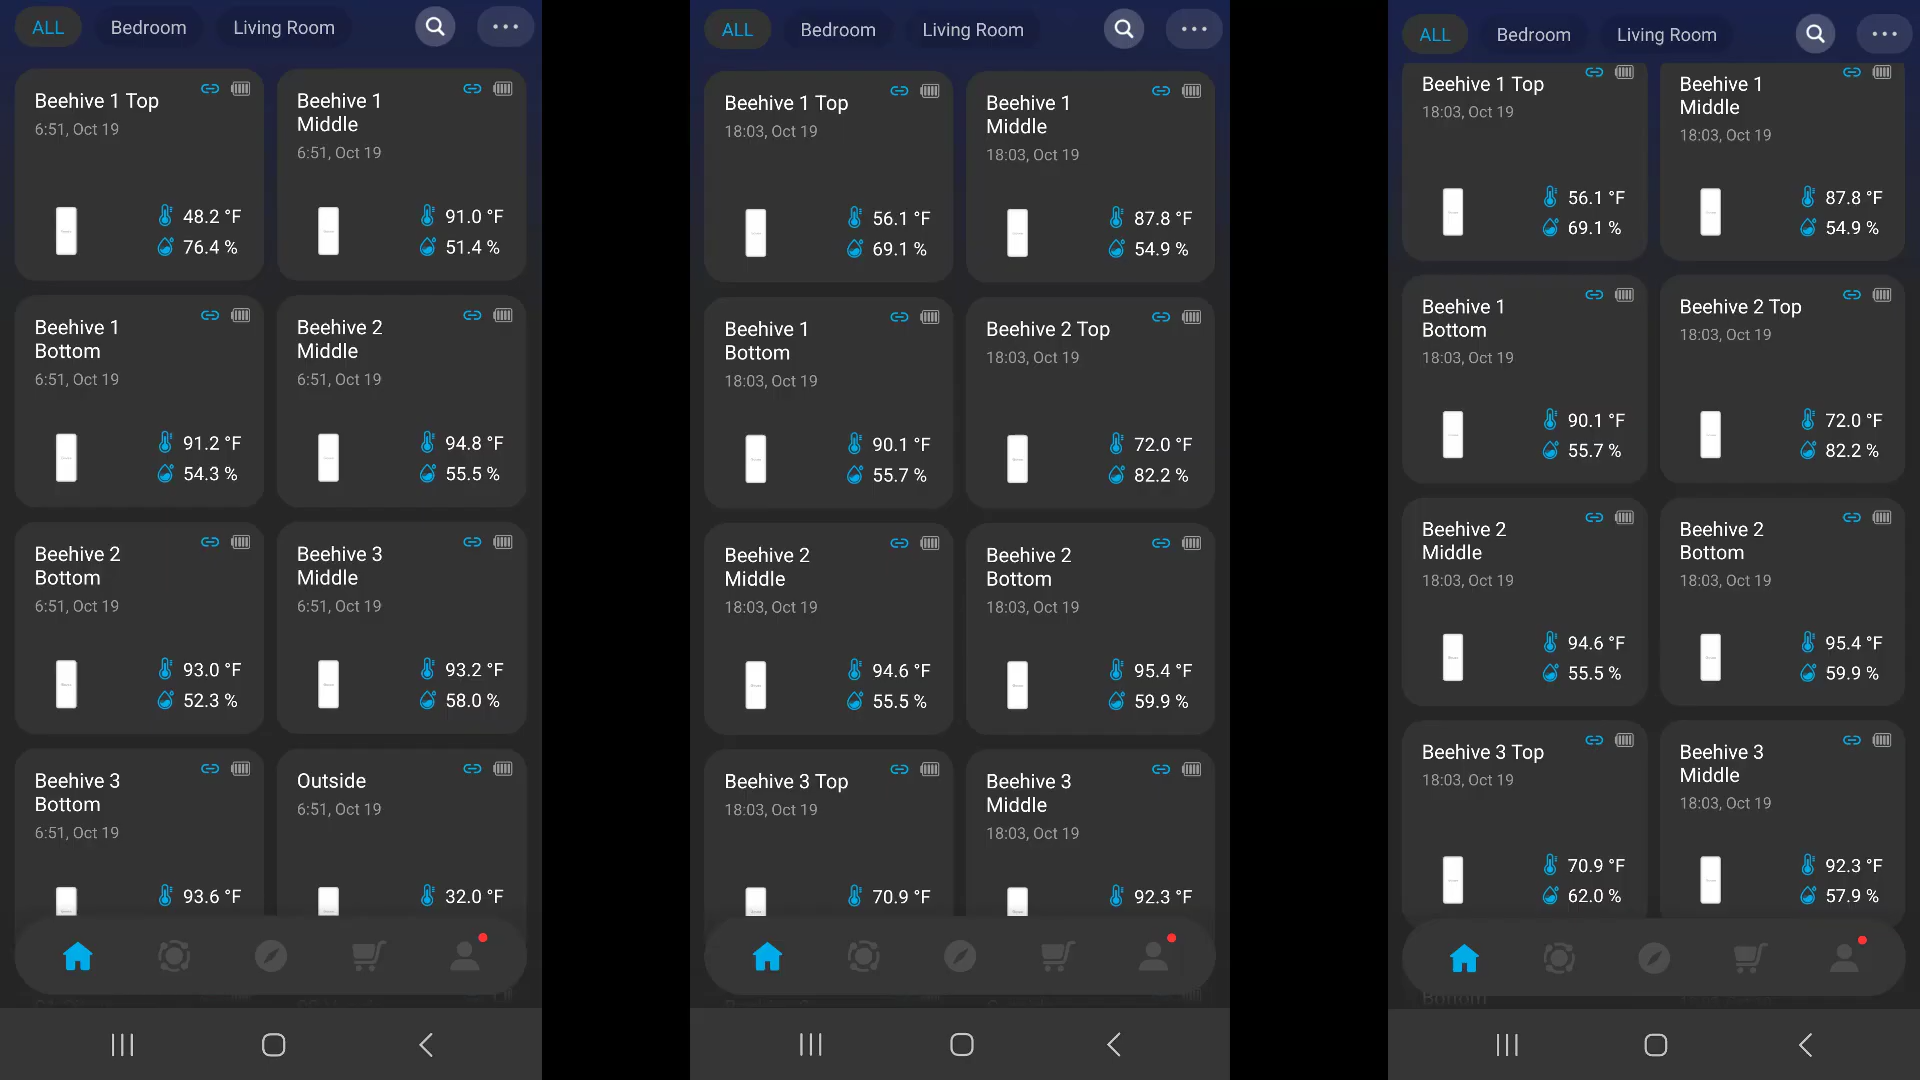 ALL Bedroom Living Room
Beehive 1 Top
6:51, Oct 19
48.2 °F
76.4 %
Beehive 1
Middle
6:51, Oct 19
91.0 °F
51.4 %
Beehive 1
Bottom
6:51, Oct 19
91.2 °F
54.3 %
Beehive 2
Middle
6:51, Oct 19
94.8 °F
55.5 %
Beehive 2
Bottom
6:51, Oct 19
93.0 °F
52.3 %
Beehive 3
Middle
6:51, Oct 19
93.2 °F
58.0 %
Beehive 3
Bottom
6:51, Oct 19
93.6 °F
Outside
6:51, Oct 19
32.0 °F
ALL Bedroom Living Room
Beehive 1 Top
18:03, Oct 19
56.1 °F
69.1 %
Beehive 1
Middle
18:03, Oct 19
87.8 °F
54.9 %
Beehive 1
Bottom
18:03, Oct 19
90.1 °F
55.7 %
Beehive 2 Top
18:03, Oct 19
72.0 °F
82.2 %
Beehive 2
Middle
18:03, Oct 19
94.6 °F
55.5 %
Beehive 2
Bottom
18:03, Oct 19
95.4 °F
59.9 %
Beehive 3 Top
18:03, Oct 19
70.9 °F
Beehive 3
Middle
18:03, Oct 19
92.3 °F
ALL Bedroom Living Room
Beehive 1 Top
18:03, Oct 19
56.1 °F
69.1 %
Beehive 1
Middle
18:03, Oct 19
87.8 °F
54.9 %
Beehive 1
Bottom
18:03, Oct 19
90.1 °F
55.7 %
Beehive 2 Top
18:03, Oct 19
72.0 °F
82.2 %
Beehive 2
Middle
18:03, Oct 19
94.6 °F
55.5 %
Beehive 2
Bottom
18:03, Oct 19
95.4 °F
59.9 %
Beehive 3 Top
18:03, Oct 19
70.9 °F
62.0 %
Beehive 3
Middle
18:03, Oct 19
92.3 °F
57.9 %
Bottom